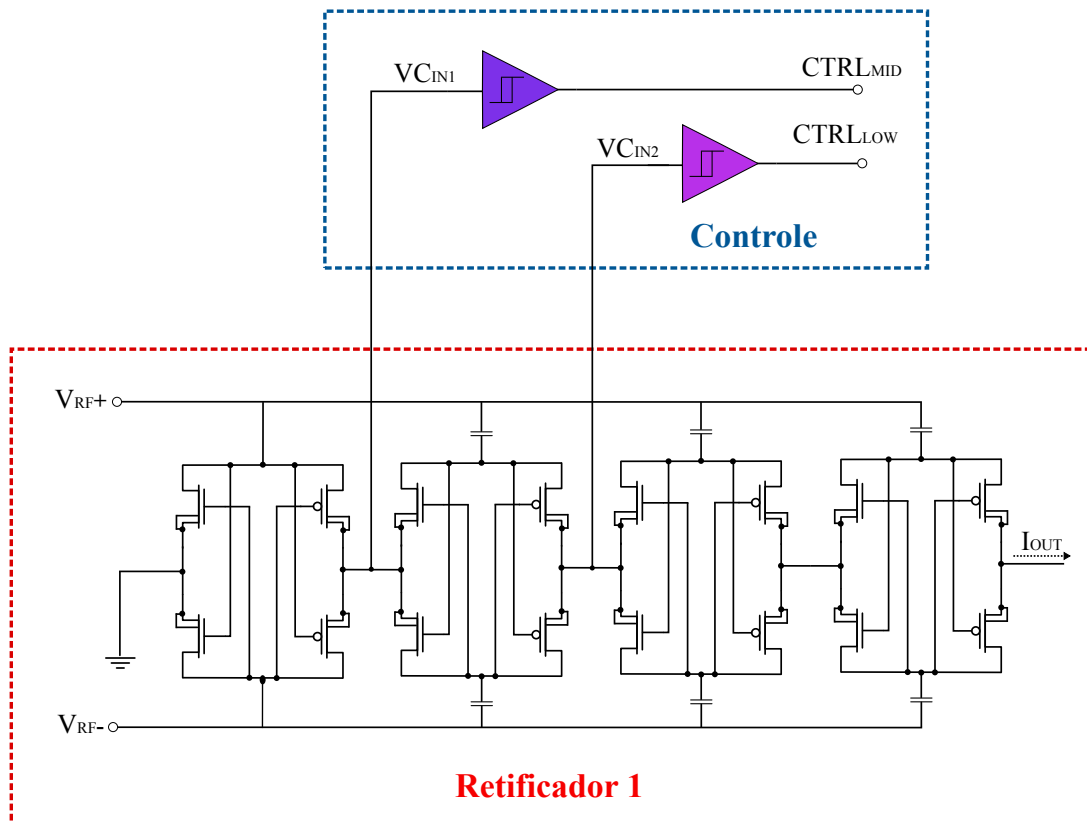 CTRLMID
VCIN1
CTRLLOW
VCIN2
Controle
VRF+
IOUT
VRF-
Retificador 1